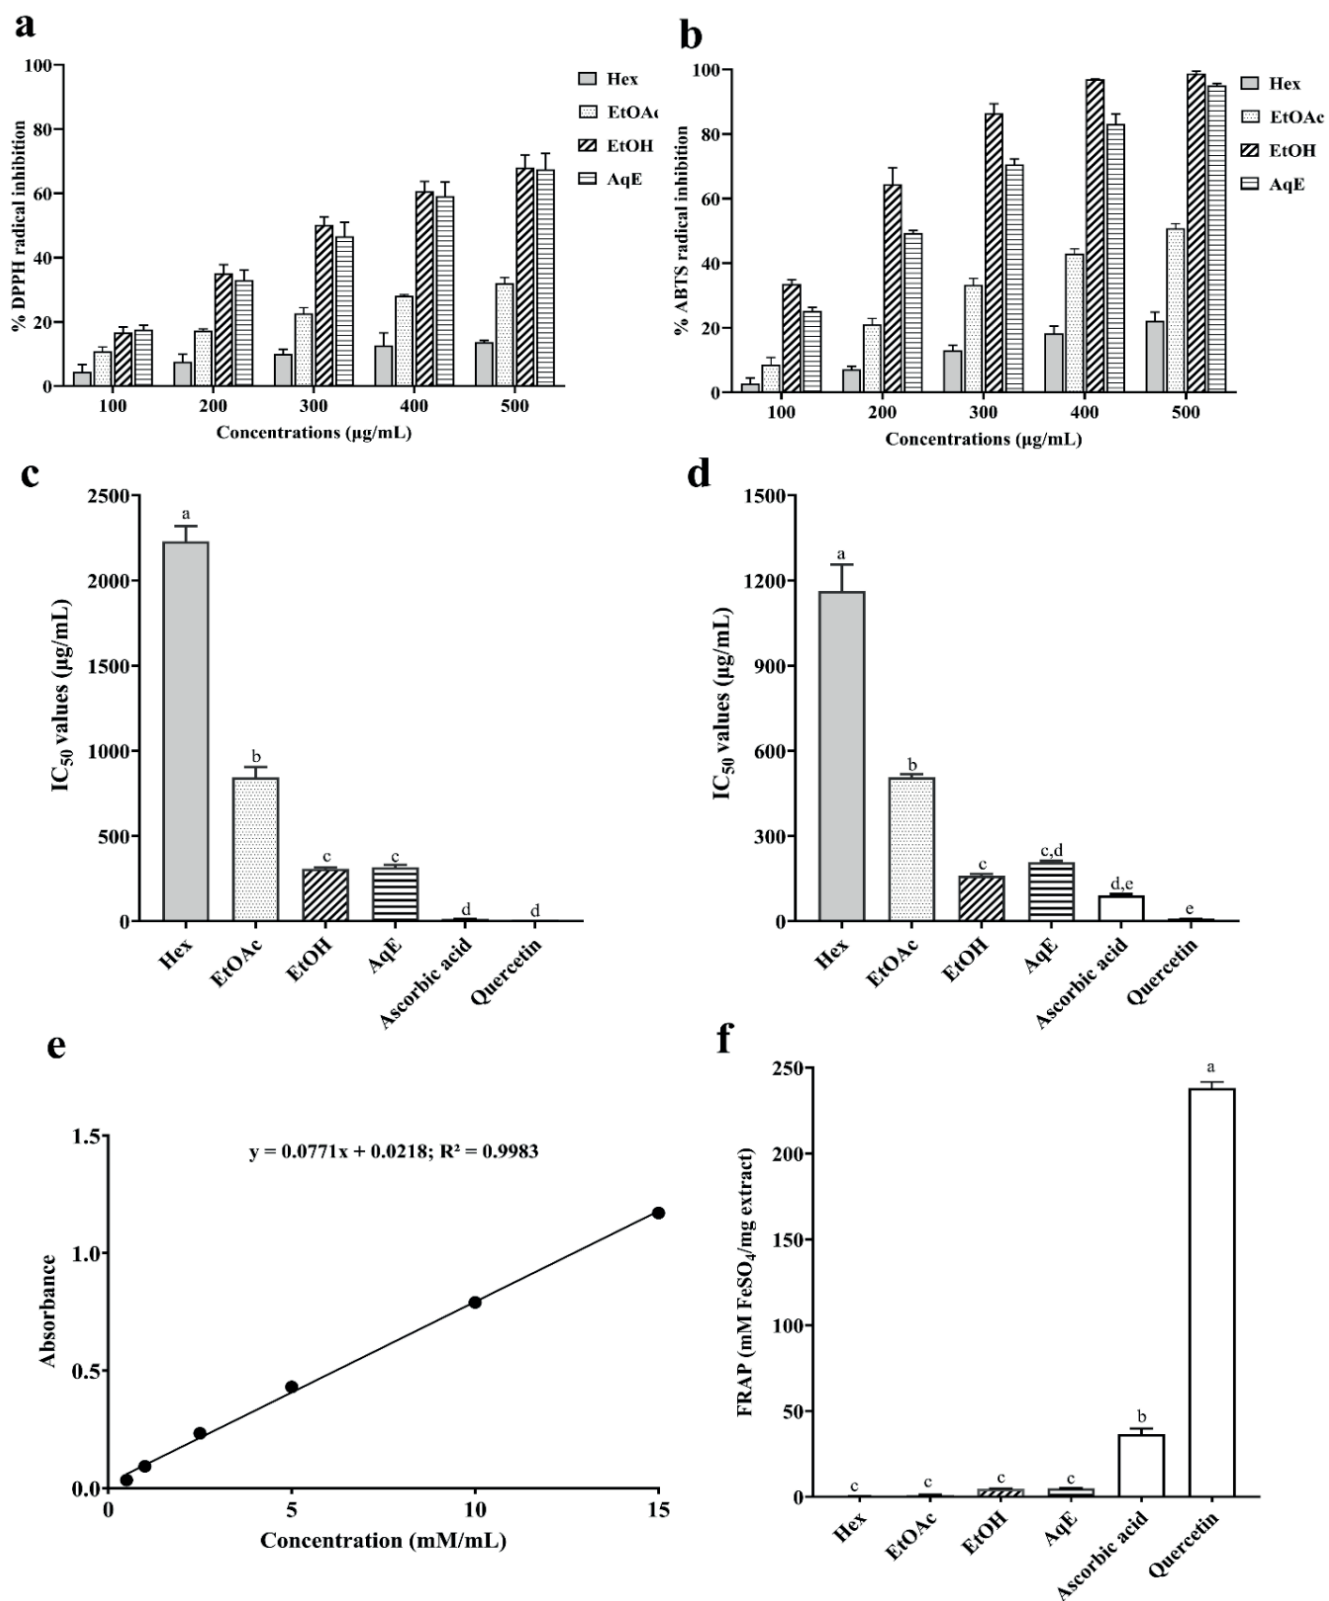 a
100
80
60
40
20
0
% DPPH radical inhibition
100 200 300 400 500
Concentrations (µg/mL)
Hex
EtOAc
EtOH
AqE
b
100
80
60
40
20
0
% ABTS radical inhibition
100 200 300 400 500
Concentrations (µg/mL)
Hex
EtOAc
EtOH
AqE
c
2500
2000
1500
1000
500
0
IC50 values (µg/mL)
a
b
c
c
d
d
Hex
EtOAc
EtOH
AqE
Ascorbic acid
Quercetin
d
1500
1200
900
600
300
0
IC50 values (µg/mL)
a
b
c
c,d
d,e
e
Hex
EtOAc
EtOH
AqE
Ascorbic acid
Quercetin
e
y = 0.0771x + 0.0218; R² = 0.9983
1.5
1.0
0.5
0.0
Absorbance
0 5 10 15
Concentration (mM/mL)
f
250
200
150
100
50
0
FRAP (mM FeSO4/mg extract)
c
c
c
c
b
a
Hex
EtOAc
EtOH
AqE
Ascorbic acid
Quercetin